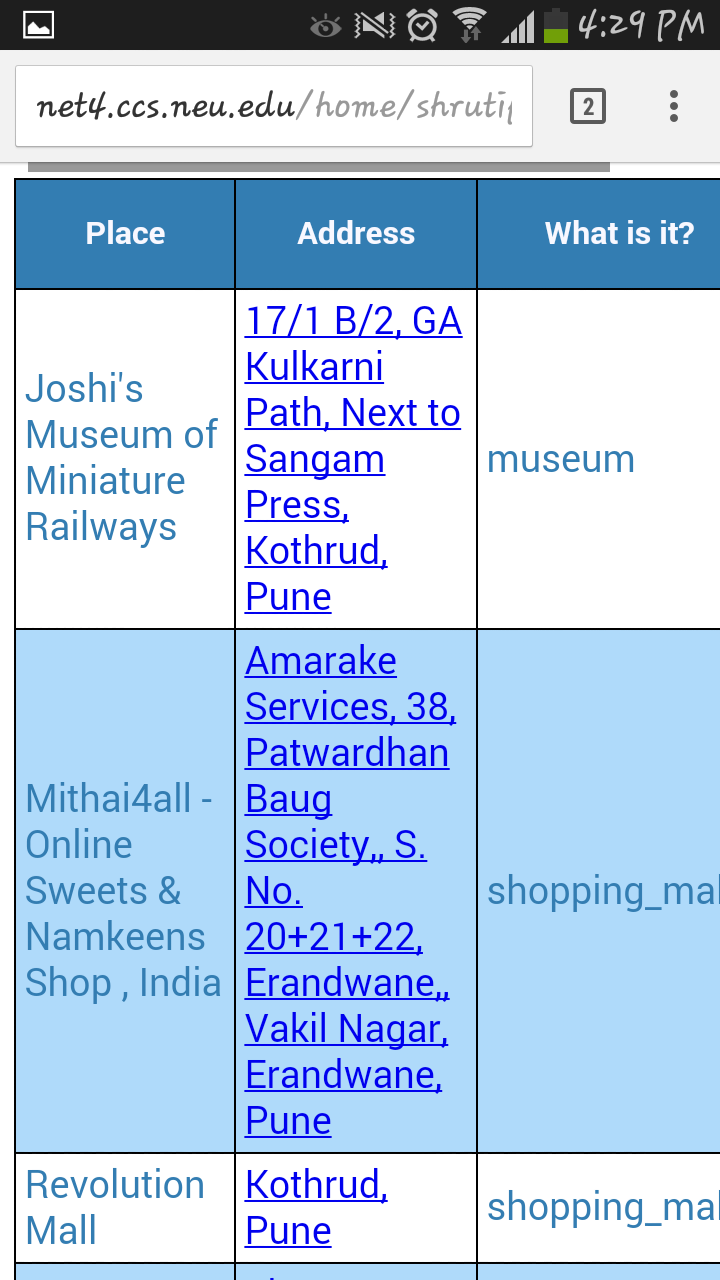 4:29 PM
net4.ccs.neu.edu/home/shruti
2
Place
Address
What is it?
Joshi's
Museum of
Miniature
Railways
17/1 B/2, GA
Kulkarni
Path, Next to
Sangam
Press,
Kothrud,
Pune
museum
Mithai4all -
Online
Sweets &
Namkeens
Shop , India
Amarake
Services, 38,
Patwardhan
Baug
Society,, S.
No.
20+21+22,
Erandwane,,
Vakil Nagar,
Erandwane,
Pune
shopping_mal
Revolution
Mall
Kothrud,
Pune
shopping_mal